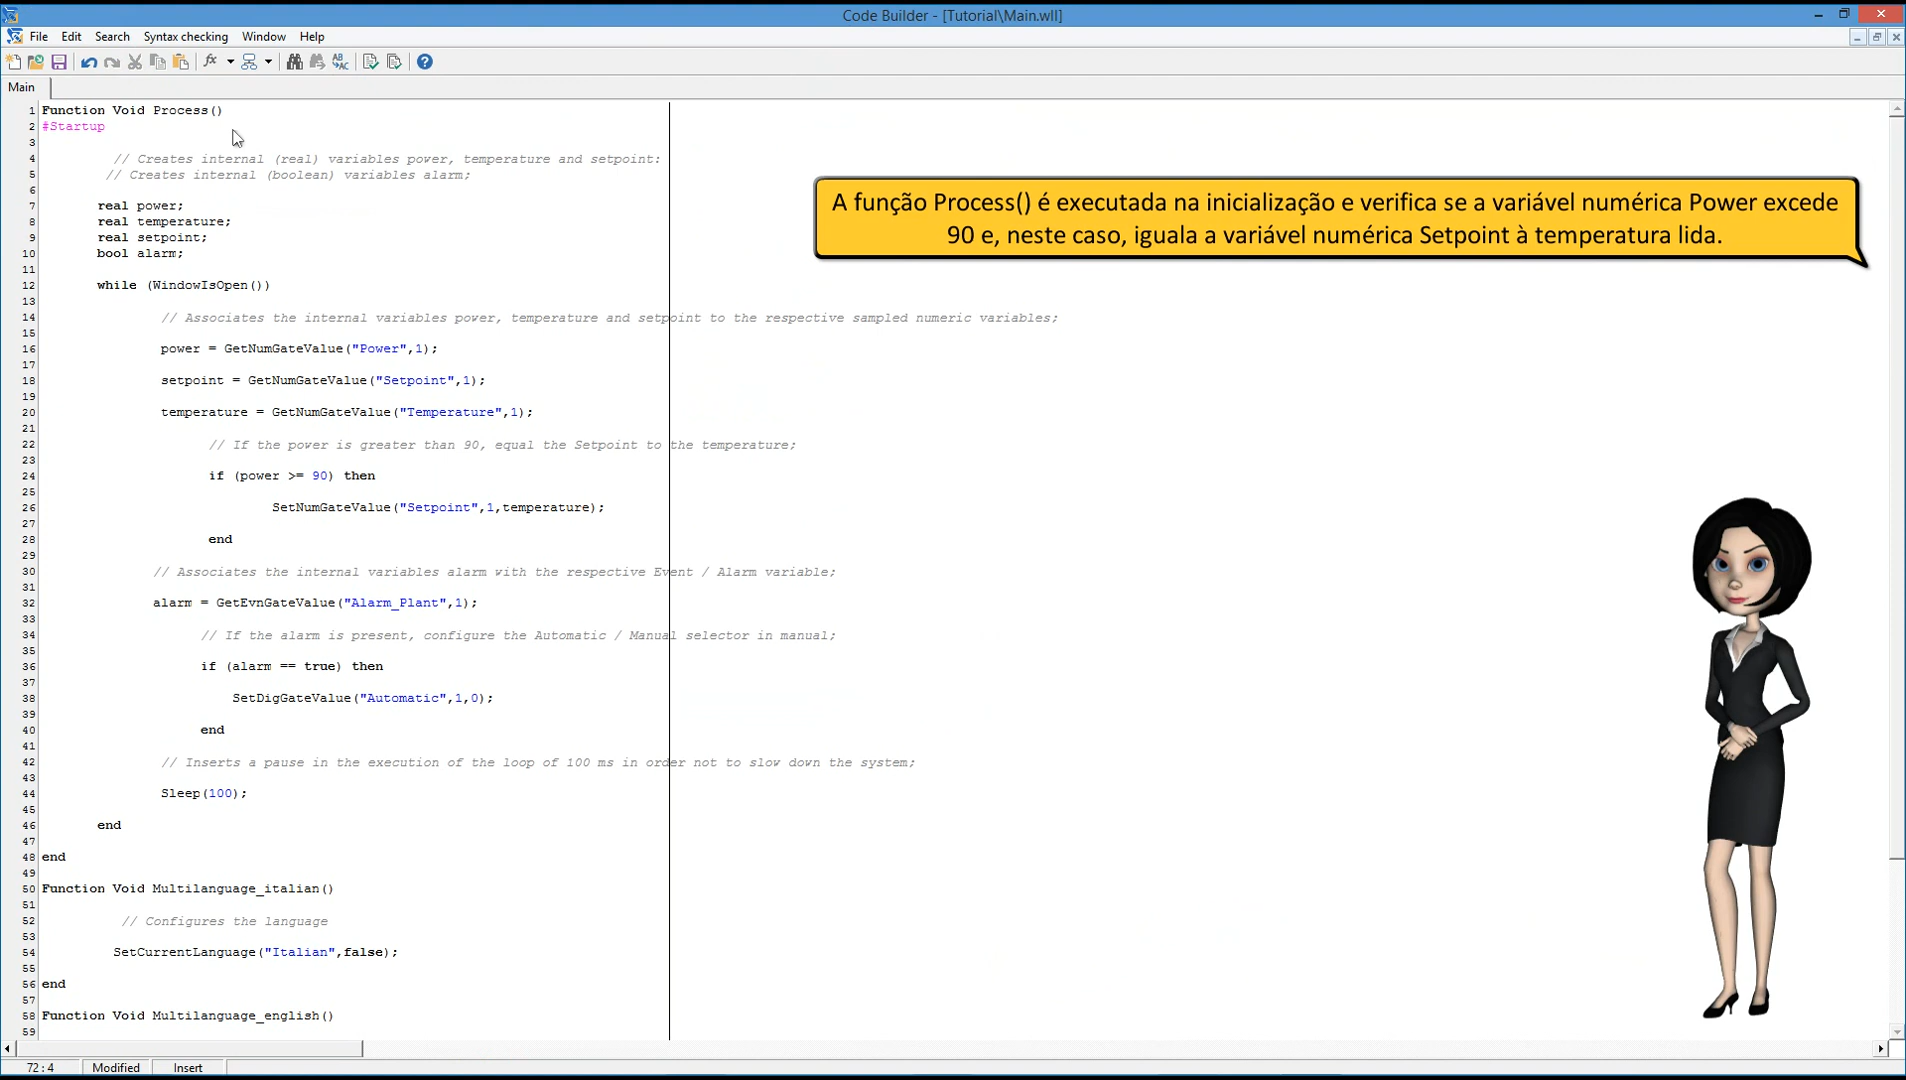 Code Builder - [Tutorial\Main.wll]
File Edit Search Syntax checking Window Help
Main
1 Function Void Process()
2 #Startup
3
4 // Creates internal (real) variables power, temperature and setpoint:
5 // Creates internal (boolean) variables alarm;
6
7 real power;
8 real temperature;
9 real setpoint;
10 bool alarm;
11
12 while (WindowIsOpen())
13
14 // Associates the internal variables power, temperature and setpoint to the respective sampled numeric variables;
15
16 power = GetNumGateValue("Power",1);
17
18 setpoint = GetNumGateValue("Setpoint",1);
19
20 temperature = GetNumGateValue("Temperature",1);
21
22 // If the power is greater than 90, equal the Setpoint to the temperature;
23
24 if (power >= 90) then
25
26 SetNumGateValue("Setpoint",1,temperature);
27
28 end
29
30 // Associates the internal variables alarm with the respective Event / Alarm variable;
31
32 alarm = GetEvnGateValue("Alarm_Plant",1);
33
34 // If the alarm is present, configure the Automatic / Manual selector in manual;
35
36 if (alarm == true) then
37
38 SetDigGateValue("Automatic",1,0);
39
40 end
41
42 // Inserts a pause in the execution of the loop of 100 ms in order not to slow down the system;
43
44 Sleep(100);
45
46 end
47
48 end
49
50 Function Void Multilanguage_italian()
51
52 // Configures the language
53
54 SetCurrentLanguage("Italian",false);
55
56 end
57
58 Function Void Multilanguage_english()
59
A função Process() é executada na inicialização e verifica se a variável numérica Power excede
90 e, neste caso, iguala a variável numérica Setpoint à temperatura lida.
72: 4 Modified Insert